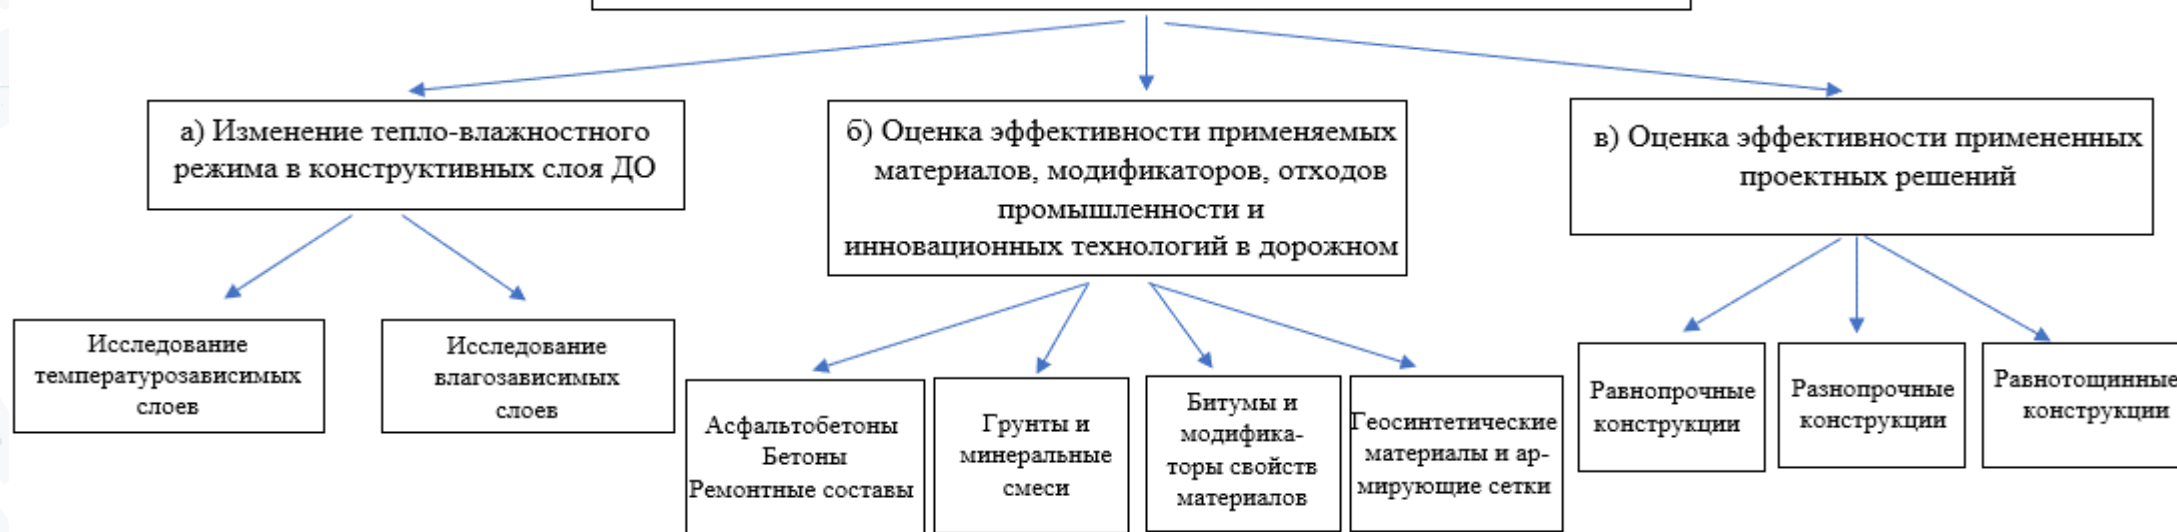 а) Изменение тепло-влажностного
режима в конструктивных слоя ДО
б) Оценка эффективности применяемых
материалов, модификаторов, отходов
промышленности и
инновационных технологий в дорожном
в) Оценка эффективности примененных
проектных решений
Исследование
температурозависимых
слоев
Исследование
влагозависимых
слоев
Асфальтобетоны
Бетоны
Ремонтные составы
Грунты и
минеральные
смеси
Битумы и
модифика-
торы свойств
материалов
Геосинтетические
материалы и ар-
мирующие сетки
Равнопрочные
конструкции
Разнопрочные
конструкции
Равнотощинные
конструкции